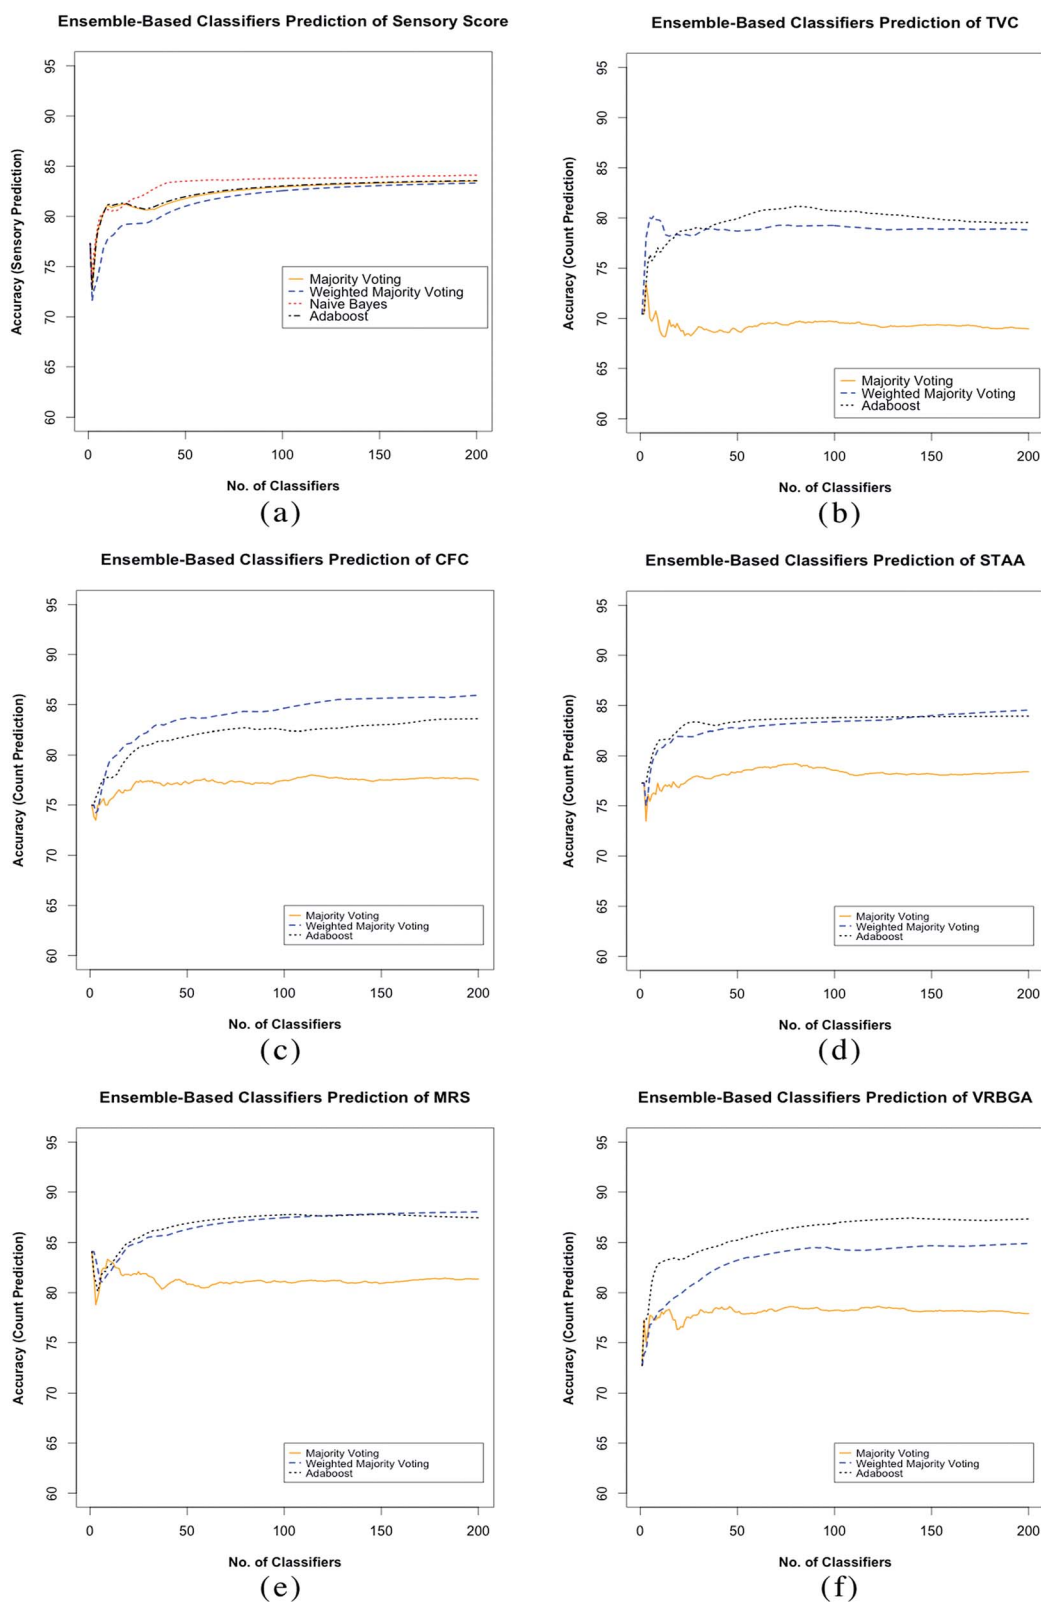 Ensemble-Based Classifiers Prediction of Sensory Score
Accuracy (Sensory Prediction)
95
90
85
80
75
70
65
60
Majority Voting
Weighted Majority Voting
Naive Bayes
Adaboost
0 50 100 150 200
No. of Classifiers
(a)
Ensemble-Based Classifiers Prediction of TVC
Accuracy (Count Prediction)
95
90
85
80
75
70
65
60
Majority Voting
Weighted Majority Voting
Adaboost
0 50 100 150 200
No. of Classifiers
(b)
Ensemble-Based Classifiers Prediction of CFC
Accuracy (Count Prediction)
95
90
85
80
75
70
65
60
Majority Voting
Weighted Majority Voting
Adaboost
0 50 100 150 200
No. of Classifiers
(c)
Ensemble-Based Classifiers Prediction of STAA
Accuracy (Count Prediction)
95
90
85
80
75
70
65
60
Majority Voting
Weighted Majority Voting
Adaboost
0 50 100 150 200
No. of Classifiers
(d)
Ensemble-Based Classifiers Prediction of MRS
Accuracy (Count Prediction)
95
90
85
80
75
70
65
60
Majority Voting
Weighted Majority Voting
Adaboost
0 50 100 150 200
No. of Classifiers
(e)
Ensemble-Based Classifiers Prediction of VRBGA
Accuracy (Count Prediction)
95
90
85
80
75
70
65
60
Majority Voting
Weighted Majority Voting
Adaboost
0 50 100 150 200
No. of Classifiers
(f)